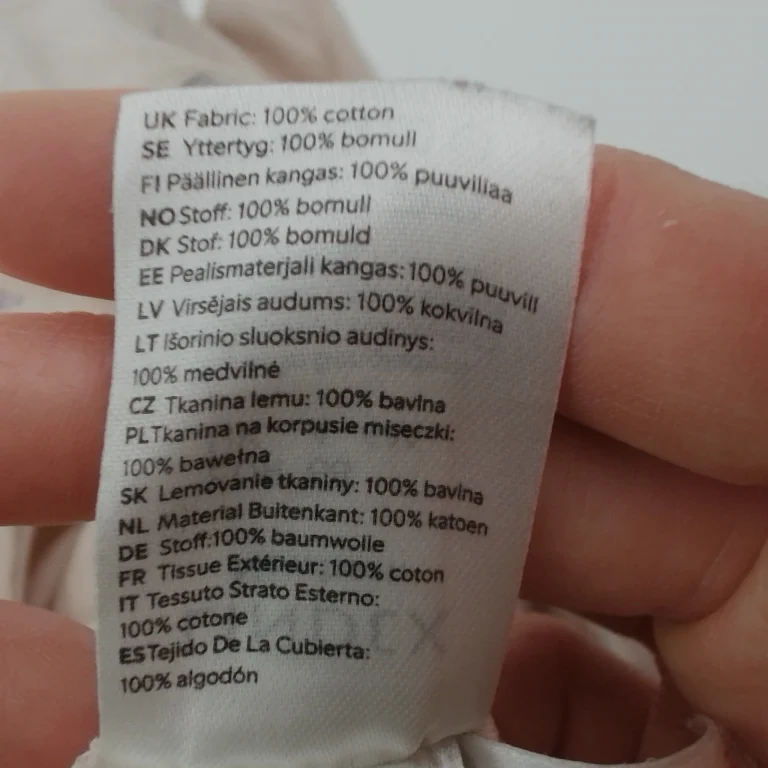 UK Fabric: 100% cotton
SE Yttertyg: 100% bomull
FI Päällinen kangas: 100% puuvillaa
NO Stoff: 100% bomull
DK Stof: 100% bomuld
EE Pealismaterjali kangas: 100% puuvill
LV Virsējais audums: 100% kokvilna
LT Išorinio sluoksnio audinys:
100% medvilnė
CZ Tkanina lemu: 100% bavlna
PL Tkanina na korpusie miseczki:
100% bawełna
SK Lemovanie tkaniny: 100% bavlna
NL Material Buitenkant: 100% katoen
DE Stoff:100% baumwolle
FR Tissue Extérieur: 100% coton
IT Tessuto Strato Esterno:
100% cotone
ES Tejido De La Cubierta:
100% algodón